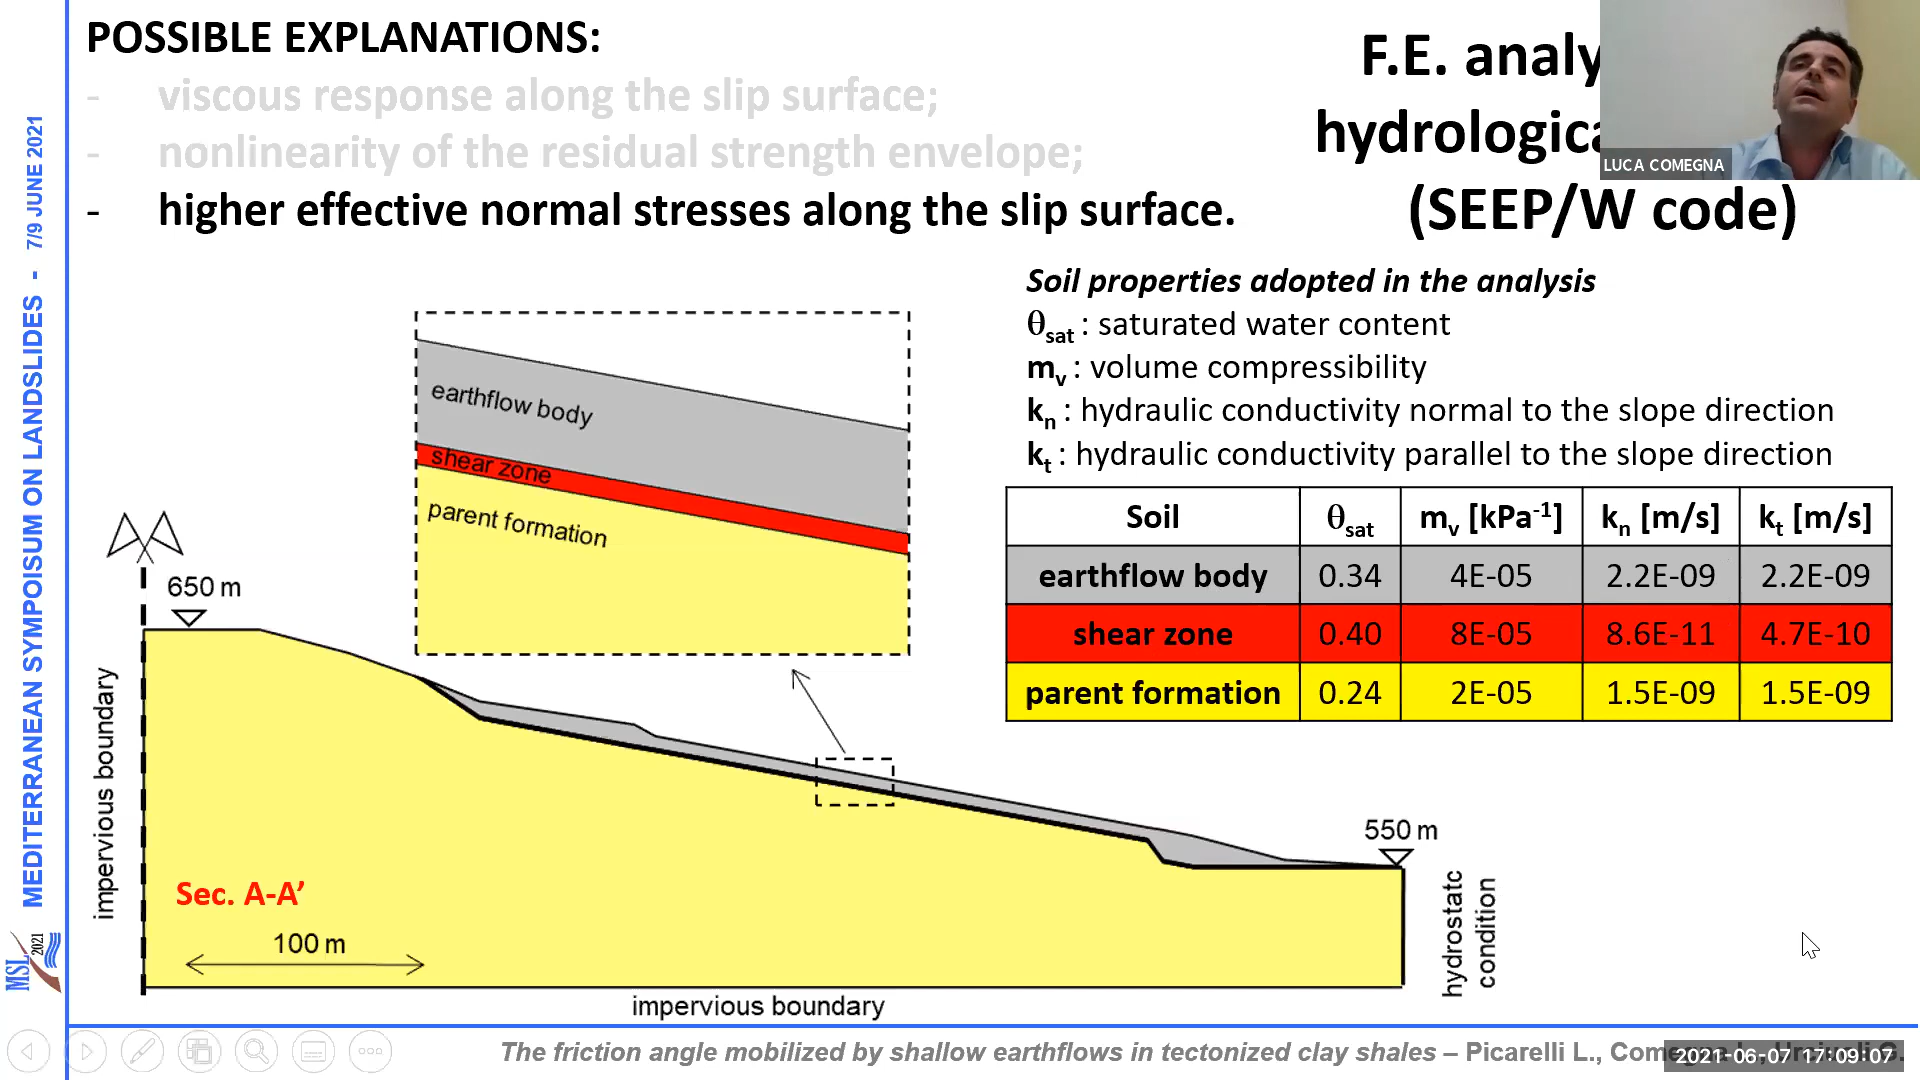 POSSIBLE EXPLANATIONS:
- viscous response along the slip surface;
- nonlinearity of the residual strength envelope;
- higher effective normal stresses along the slip surface.
F.E.
(SEEP/W code)
LUCA COMEGNA
Soil properties adopted in the analysis
θsat : saturated water content
mv : volume compressibility
kn : hydraulic conductivity normal to the slope direction
kt : hydraulic conductivity parallel to the slope direction
Soil θsat mv [kPa-1] kn [m/s] kt [m/s]
earthflow body 0.34 4E-05 2.2E-09 2.2E-09
shear zone 0.40 8E-05 8.6E-11 4.7E-10
parent formation 0.24 2E-05 1.5E-09 1.5E-09
earthflow body
shear zone
parent formation
650 m
550 m
impervious boundary
Sec. A-A’
100 m
impervious boundary
hydrostatc
condition
MEDITERRANEAN SYMPOISUM ON LANDSLIDES - 7/9 JUNE 2021
MSL 2021
The friction angle mobilized by shallow earthflows in tectonized clay shales – Picarelli L.,
2021-06-07 17:09:07